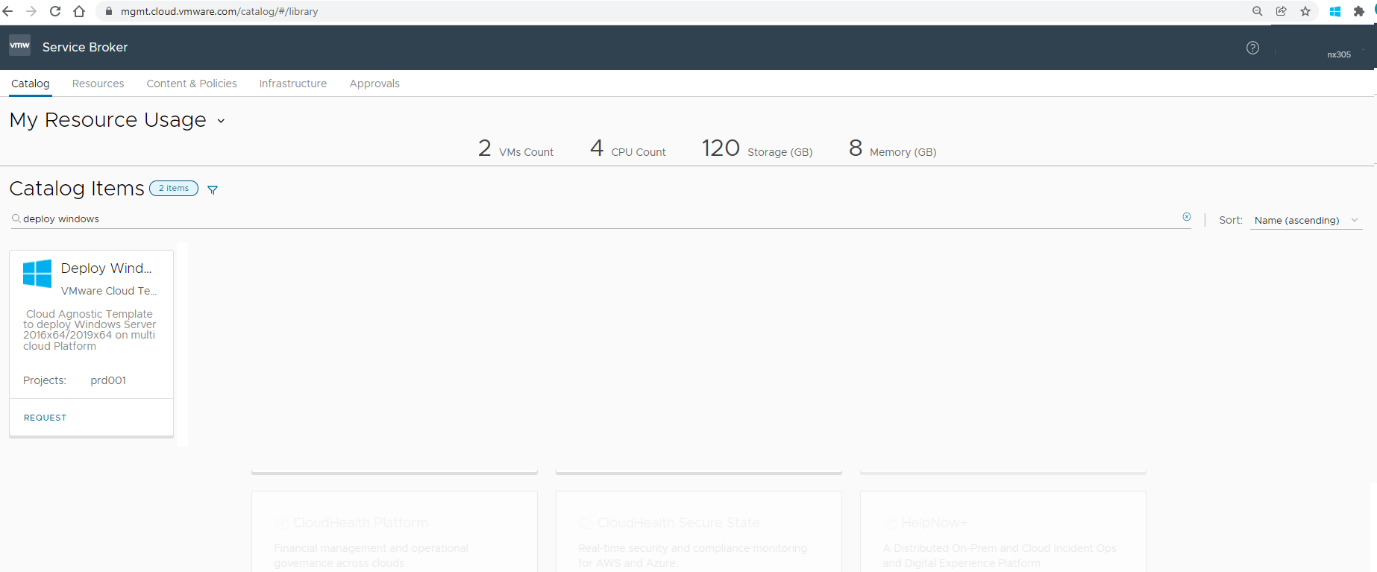 mgmt.cloud.vmware.com/catalog/#/library
vmw Service Broker
nx305
Catalog Resources Content & Policies Infrastructure Approvals
My Resource Usage
2 VMs Count 4 CPU Count 120 Storage (GB) 8 Memory (GB)
Catalog Items 2 items
deploy windows
Sort: Name (ascending)
Deploy Wind...
VMware Cloud Te...
Cloud Agnostic Template
to deploy Windows Server
2016x64/2019x64 on multi
cloud Platform
Projects: prd001
REQUEST
CloudHealth Platform
Financial management and operational
governance across clouds
CloudHealth Secure State
Real-time security and compliance monitoring
for AWS and Azure.
HelpNow+
A Distributed On-Prem and Cloud Incident Ops
and Digital Experience Platform